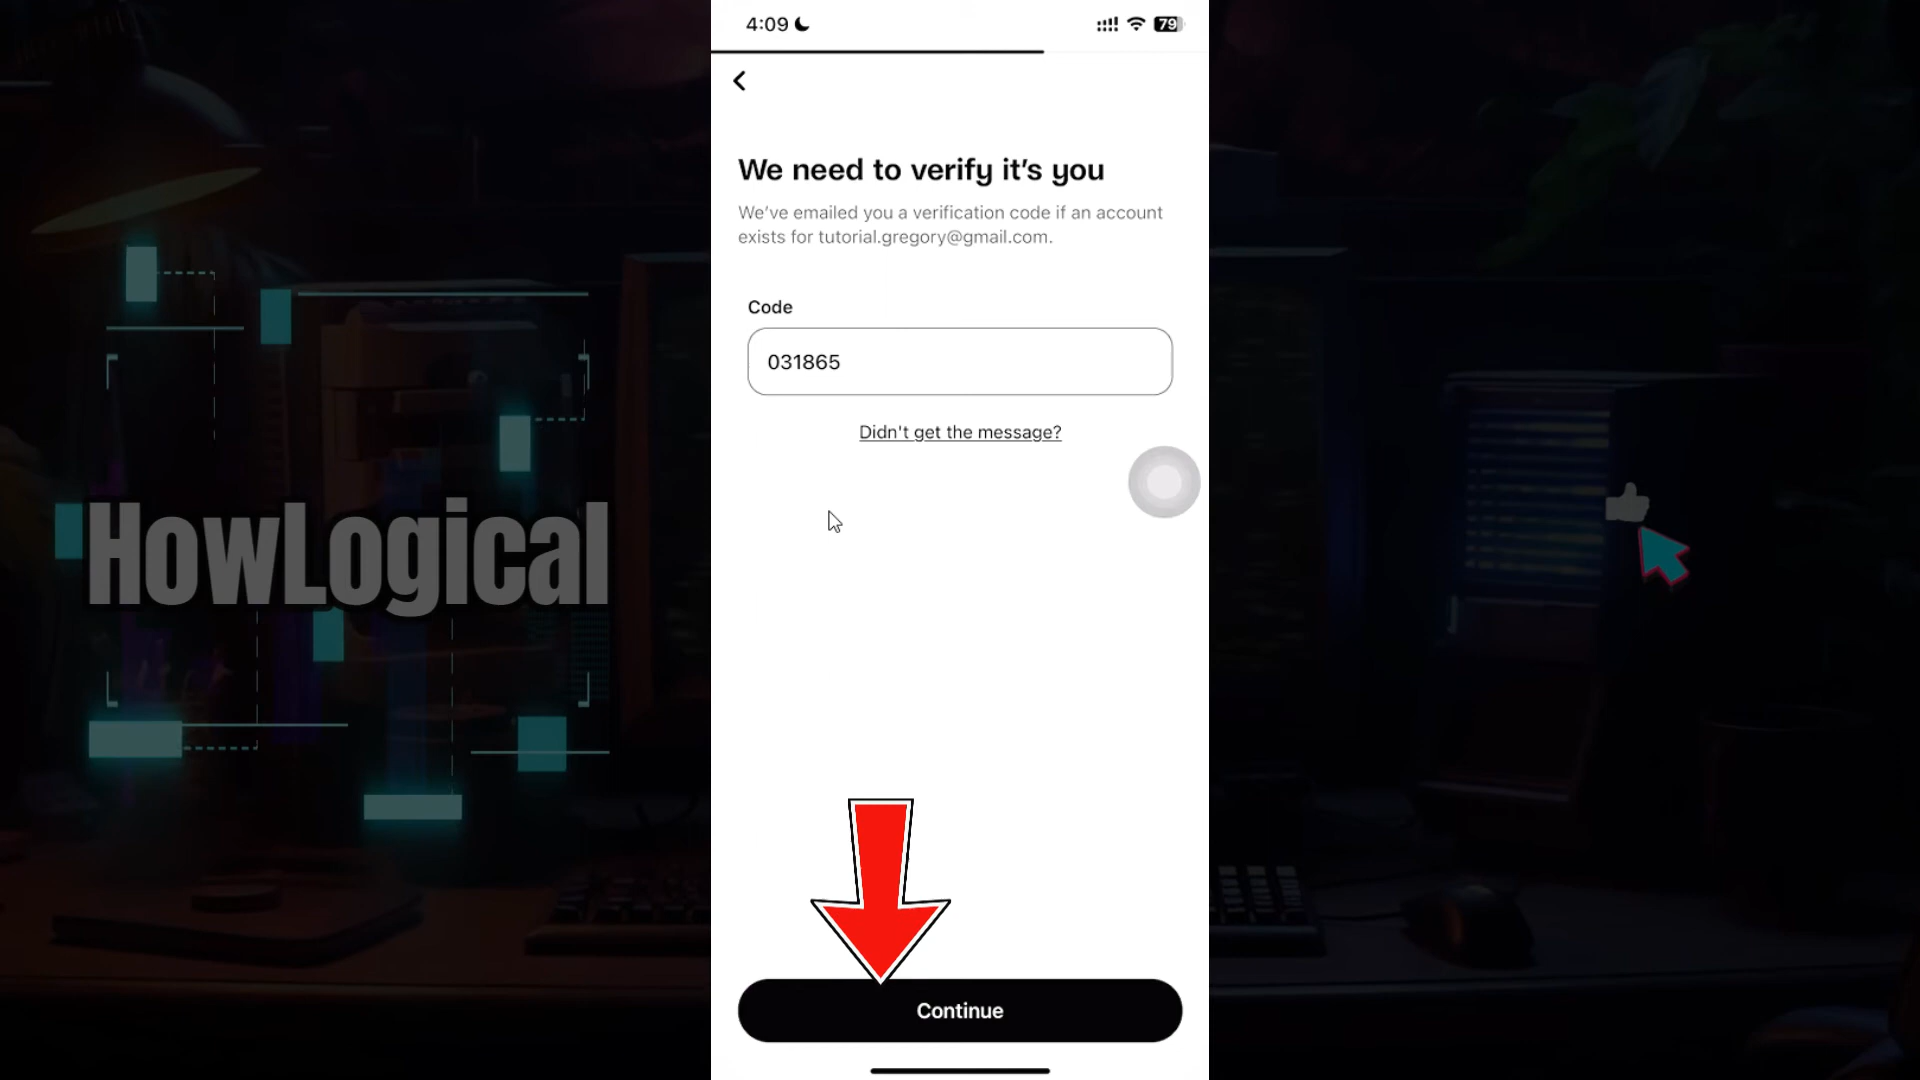 4:09
79
We need to verify it's you
We've emailed you a verification code if an account
exists for tutorial.gregory@gmail.com.
Code
031865
Didn't get the message?
HowLogical
Continue